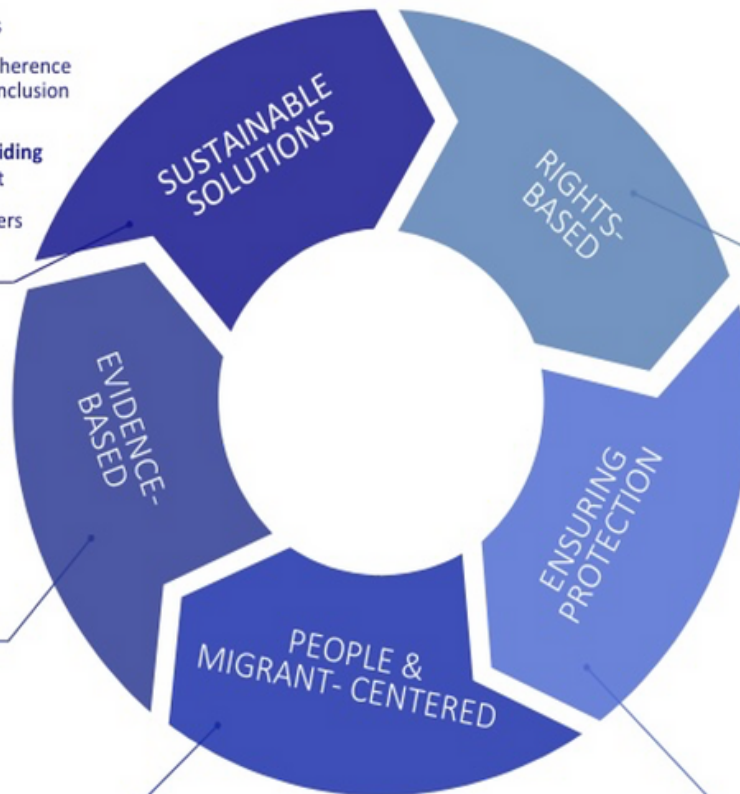 herence
nclusion
iding
t
ers
SUSTAINABLE
SOLUTIONS
RIGHTS-
BASED
ENSURING
PROTECTION
PEOPLE &
MIGRANT- CENTERED
EVIDENCE-
BASED